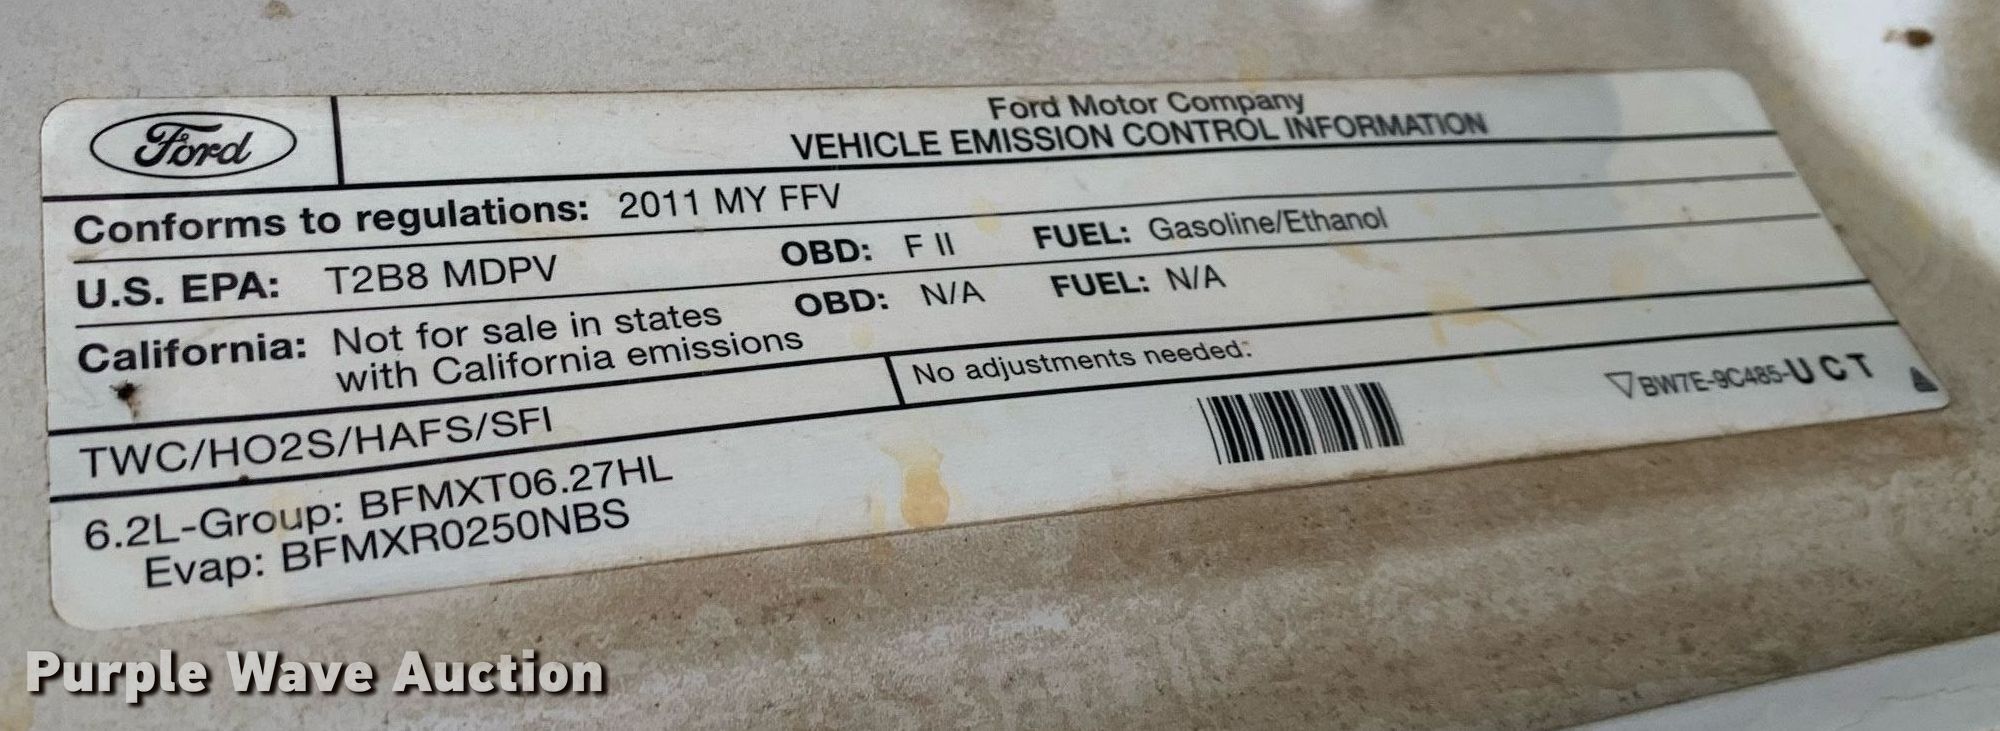 Ford
Ford Motor Company
VEHICLE EMISSION CONTROL INFORMATION
Conforms to regulations: 2011 MY FFV
U.S. EPA: T2B8 MDPV OBD: F II FUEL: Gasoline/Ethanol
California: Not for sale in states with California emissions OBD: N/A FUEL: N/A
TWC/HO2S/HAFS/SFI
No adjustments needed.
6.2L-Group: BFMXT06.27HL
Evap: BFMXR0250NBS
BW7E-9C485-UCT
Purple Wave Auction